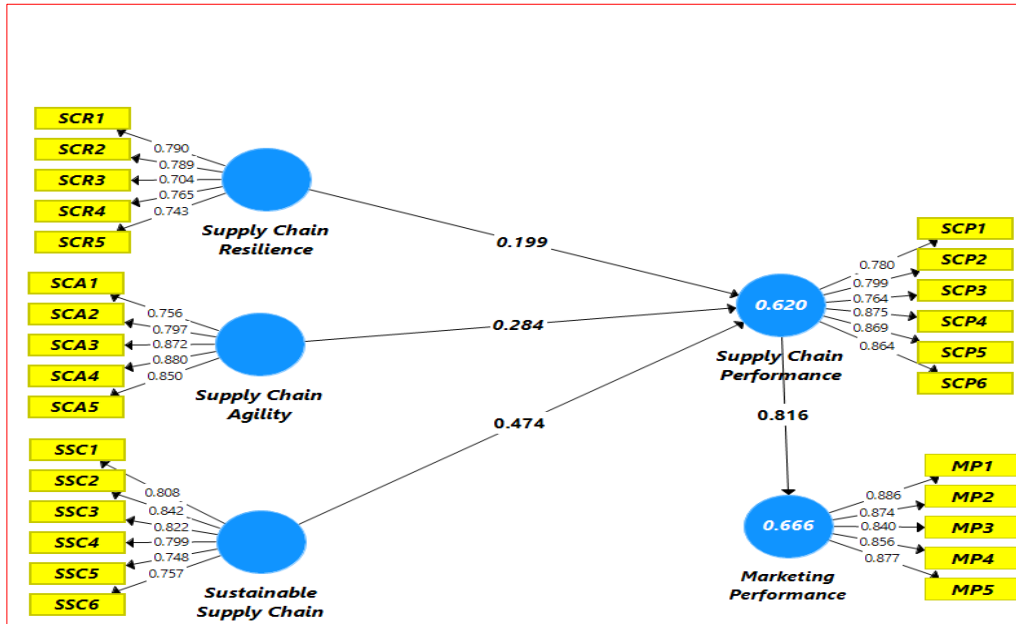 SCR1
SCR2
SCR3
SCR4
SCR5
0.790
0.789
0.704
0.765
0.743
Supply Chain
Resilience
0.199
SCA1
SCA2
SCA3
SCA4
SCA5
0.756
0.797
0.872
0.880
0.850
Supply Chain
Agility
0.284
SSC1
SSC2
SSC3
SSC4
SSC5
SSC6
0.808
0.842
0.822
0.799
0.748
0.757
Sustainable
Supply Chain
0.474
0.620
Supply Chain
Performance
0.780
0.799
0.764
0.875
0.869
0.864
SCP1
SCP2
SCP3
SCP4
SCP5
SCP6
0.816
0.666
Marketing
Performance
0.886
0.874
0.840
0.856
0.877
MP1
MP2
MP3
MP4
MP5